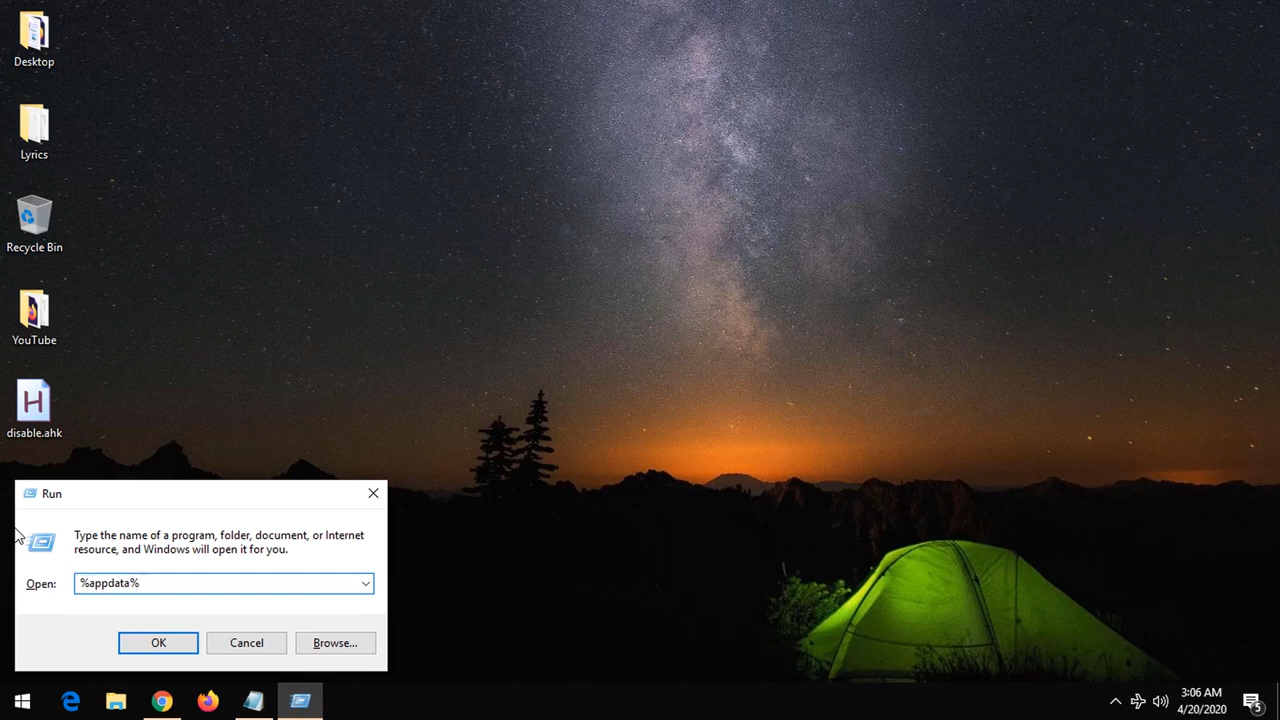 Desktop
Lyrics
Recycle Bin
YouTube
H
disable.ahk
Run
Type the name of a program, folder, document, or Internet
resource, and Windows will open it for you.
Open: %appdata%
OK Cancel Browse...
3:06 AM
4/20/2020
5